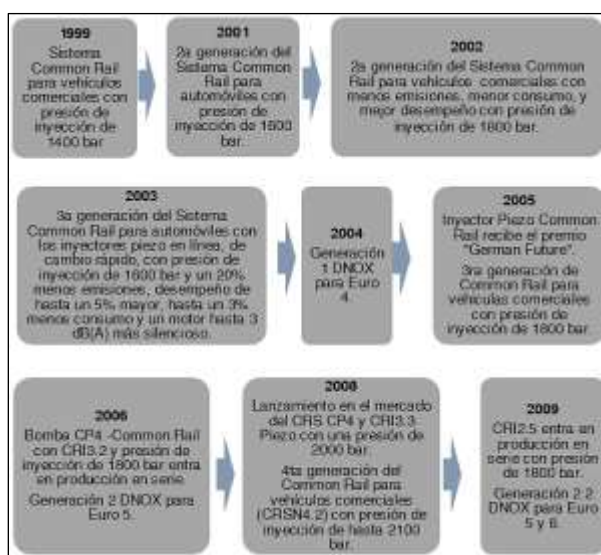 1999
Sistema
Common Rail
para vehículos
comerciales con
presión de
inyección de
1400 bar
2001
2a generación del
Sistema Common
Rail para
automóviles con
presión de
inyección de 1600
bar.
2002
2a generación del Sistema Common
Rail para vehículos comerciales con
menos emisiones, menor consumo, y
mejor desempeño con presión de
inyección de 1800 bar.
2003
3a generación del Sistema
Common Rail para automóviles con
los inyectores piezo en línea, de
cambio rápido, con presión de
inyección de 1600 bar y un 20%
menos emisiones, desempeño de
hasta un 5% mayor, hasta un 3%
menos consumo y un motor hasta 3
dB(A) más silencioso.
2004
Generación
1 DNOX
para Euro
4.
2005
Inyector Piezo Common
Rail recibe el premio
"German Future".
3ra generación de
Common Rail para
vehículos comerciales
con presión de
inyección de 1800 bar.
2006
Bomba CP4 -Common Rail
con CRI3.2 y presión de
inyección de 1800 bar entra
en producción en serie.
Generación 2 DNOX para
Euro 5.
2008
Lanzamiento en el mercado
del CRS CP4 y CRI3.3
Piezo con una presión de
2000 bar.
4ta generación del
Common Rail para
vehículos comerciales
(CRSN4.2) con presión de
inyección de hasta 2100 bar.
2009
CRI2.5 entra en
producción en
serie con presión
de 1800 bar.
Generación 2.2
DNOX para Euro
5 y 6.